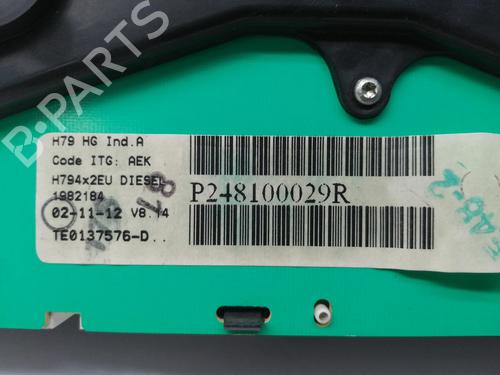 H79 HG Ind.A
Code ITG: AEK
H794x2EU DIESEL
1982184
02-11-12 V8.14
TE0137576-D..
P248100029R
B-PARTS